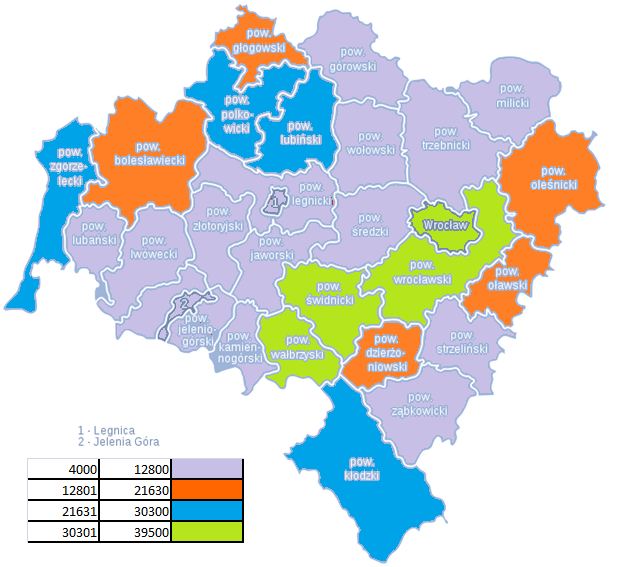 pow.
głogowski
pow.
górowski
pow.
milicki
pow.
polko-
wicki
pow.
lubiński
pow.
wołowski
pow.
trzebnicki
pow.
zgorze-
lecki
pow.
bolesławiecki
pow.
oleśnicki
pow.
legnicki
1
pow.
złotoryjski
pow.
średzki
Wrocław
pow.
lubański
pow.
lwówecki
pow.
jaworski
pow.
wrocławski
pow.
oławski
pow.
świdnicki
2
pow.
jelenio-
górski
pow.
kamien-
nogórski
pow.
wałbrzyski
pow.
dzierżo-
niowski
pow.
strzeliński
pow.
ząbkowicki
pow.
kłodzki
1 - Legnica
2 - Jelenia Góra
4000 12800
12801 21630
21631 30300
30301 39500